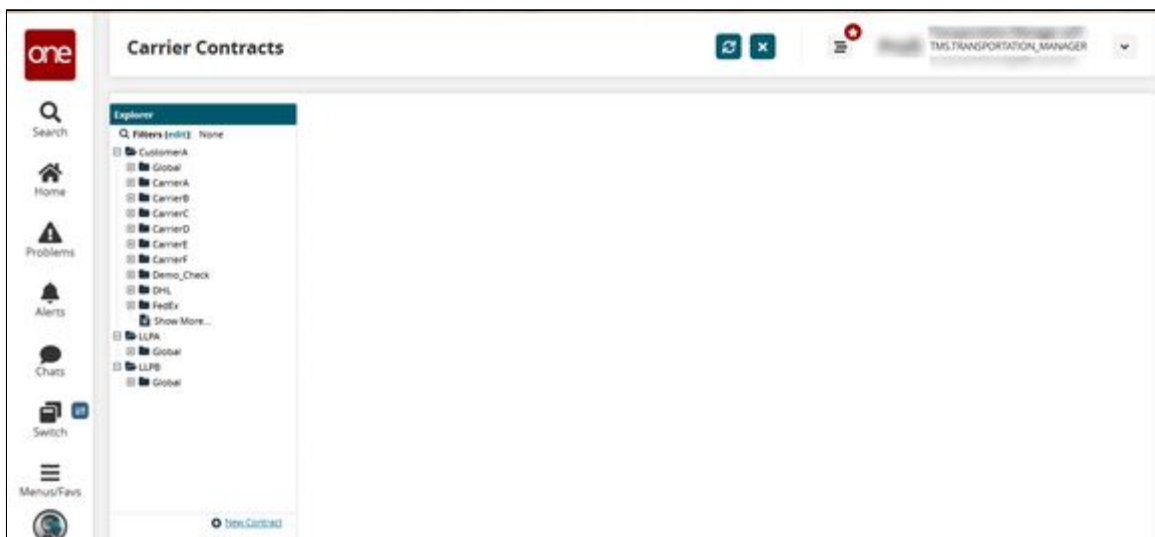 one
Carrier Contracts
TMS.TRANSPORTATION_MANAGER
Search
Home
Problems
Alerts
Chats
Switch
Menus/Favs
Explorer
Filters (edit): None
CustomerA
Global
CarrierA
CarrierB
CarrierC
CarrierD
CarrierE
CarrierF
Demo_Check
DHL
FedEx
Show More...
LLPA
Global
LLPB
Global
New Contract